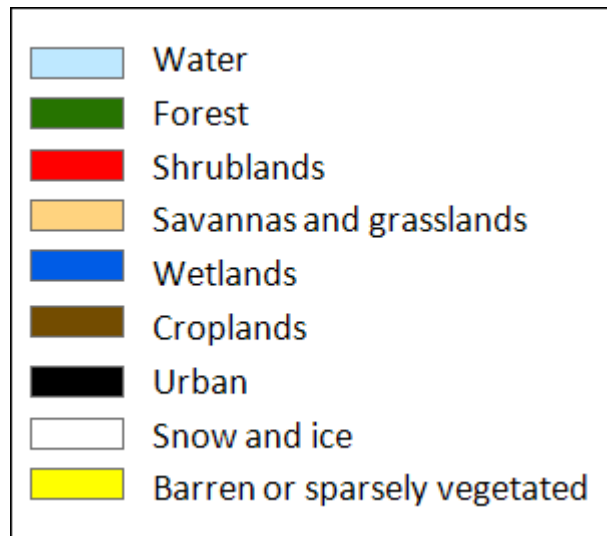 Water
Forest
Shrublands
Savannas and grasslands
Wetlands
Croplands
Urban
Snow and ice
Barren or sparsely vegetated